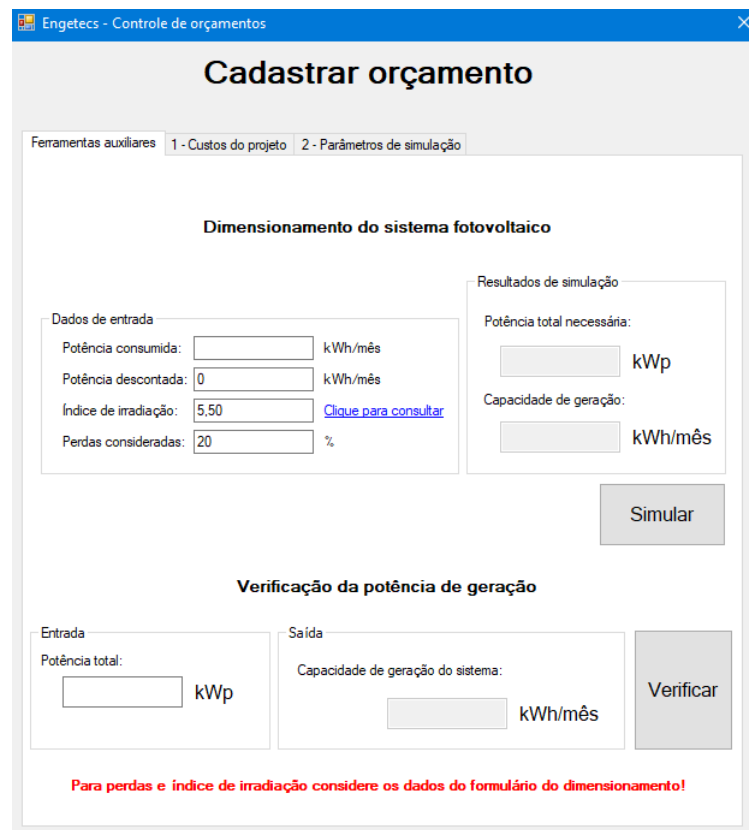 Engetecs - Controle de orçamentos
Cadastrar orçamento
Ferramentas auxiliares 1 - Custos do projeto 2 - Parâmetros de simulação
Dimensionamento do sistema fotovoltaico
Dados de entrada
Potência consumida: kWh/mês
Potência descontada: 0 kWh/mês
Índice de irradiação: 5,50 Clique para consultar
Perdas consideradas: 20 %
Resultados de simulação
Potência total necessária:
kWp
Capacidade de geração:
kWh/mês
Simular
Verificação da potência de geração
Entrada
Potência total:
kWp
Saída
Capacidade de geração do sistema:
kWh/mês
Verificar
Para perdas e índice de irradiação considere os dados do formulário do dimensionamento!